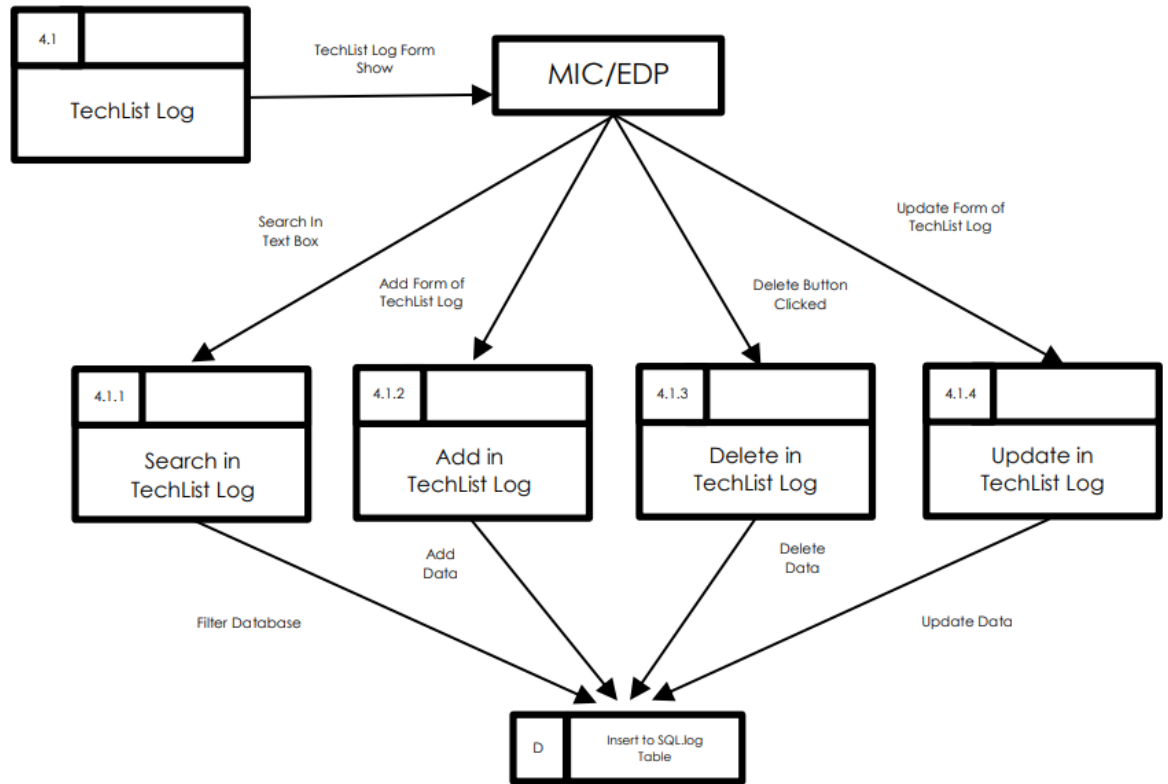 4.1
TechList Log
TechList Log Form
Show
MIC/EDP
Search In
Text Box
Add Form of
TechList Log
Delete Button
Clicked
Update Form of
TechList Log
4.1.1
Search in
TechList Log
4.1.2
Add in
TechList Log
4.1.3
Delete in
TechList Log
4.1.4
Update in
TechList Log
Filter Database
Add
Data
Delete
Data
Update Data
D
Insert to SQL.log
Table